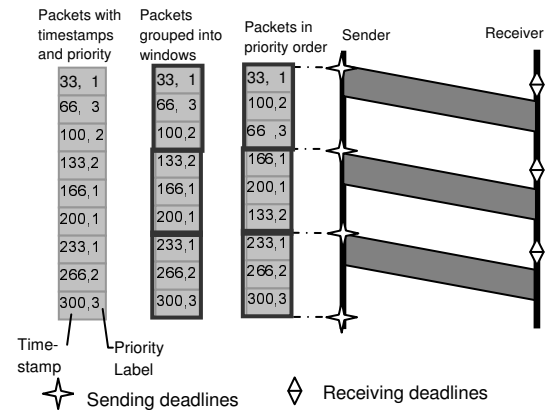 Packets with
timestamps
and priority
Packets
grouped into
windows
Packets in
priority order
Sender
Receiver
33, 1
66, 3
100, 2
133,2
166,1
200,1
233,1
266,2
300,3
33, 1
66, 3
100,2
133,2
166,1
200,1
233,1
266,2
300,3
33, 1
100,2
66 ,3
166,1
200,1
133,2
233,1
266,2
300,3
Time-
stamp
Priority
Label
Sending deadlines
Receiving deadlines